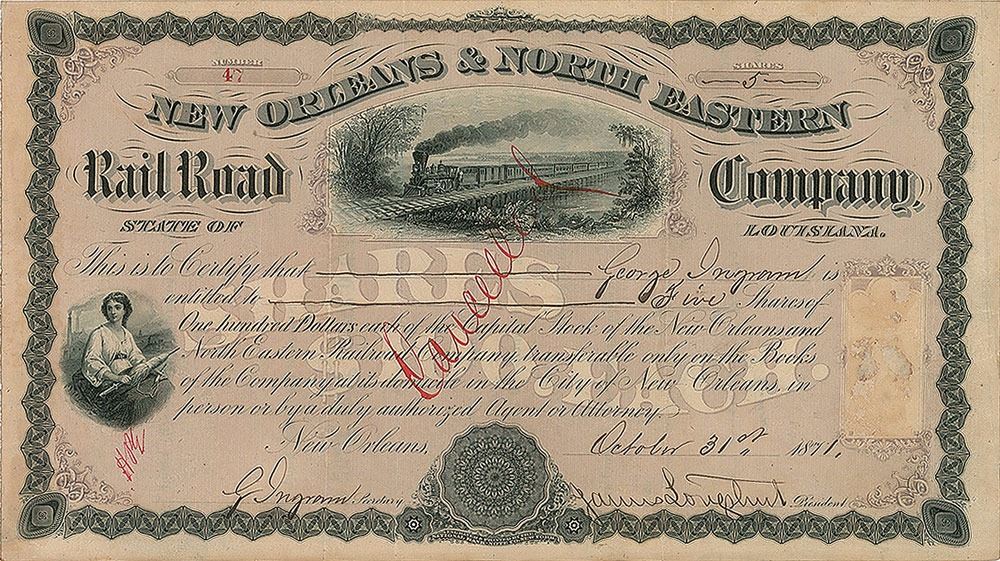 NUMBER
47
SHARES
5
NEW ORLEANS & NORTH EASTERN
Rail Road Company,
STATE OF LOUISIANA.
This is to Certify that George Ingram is
entitled to Five Shares of
One hundred Dollars each of the Capital Stock of the New Orleans and
North Eastern Railroad Company, transferable only on the Books
of the Company at its domicile in the City of New Orleans, in
person or by a duly authorized Agent or Attorney.
New Orleans, October 31st 1871,
G Ingram Secretary
President
Cancelled
SHARES
$100 EACH.